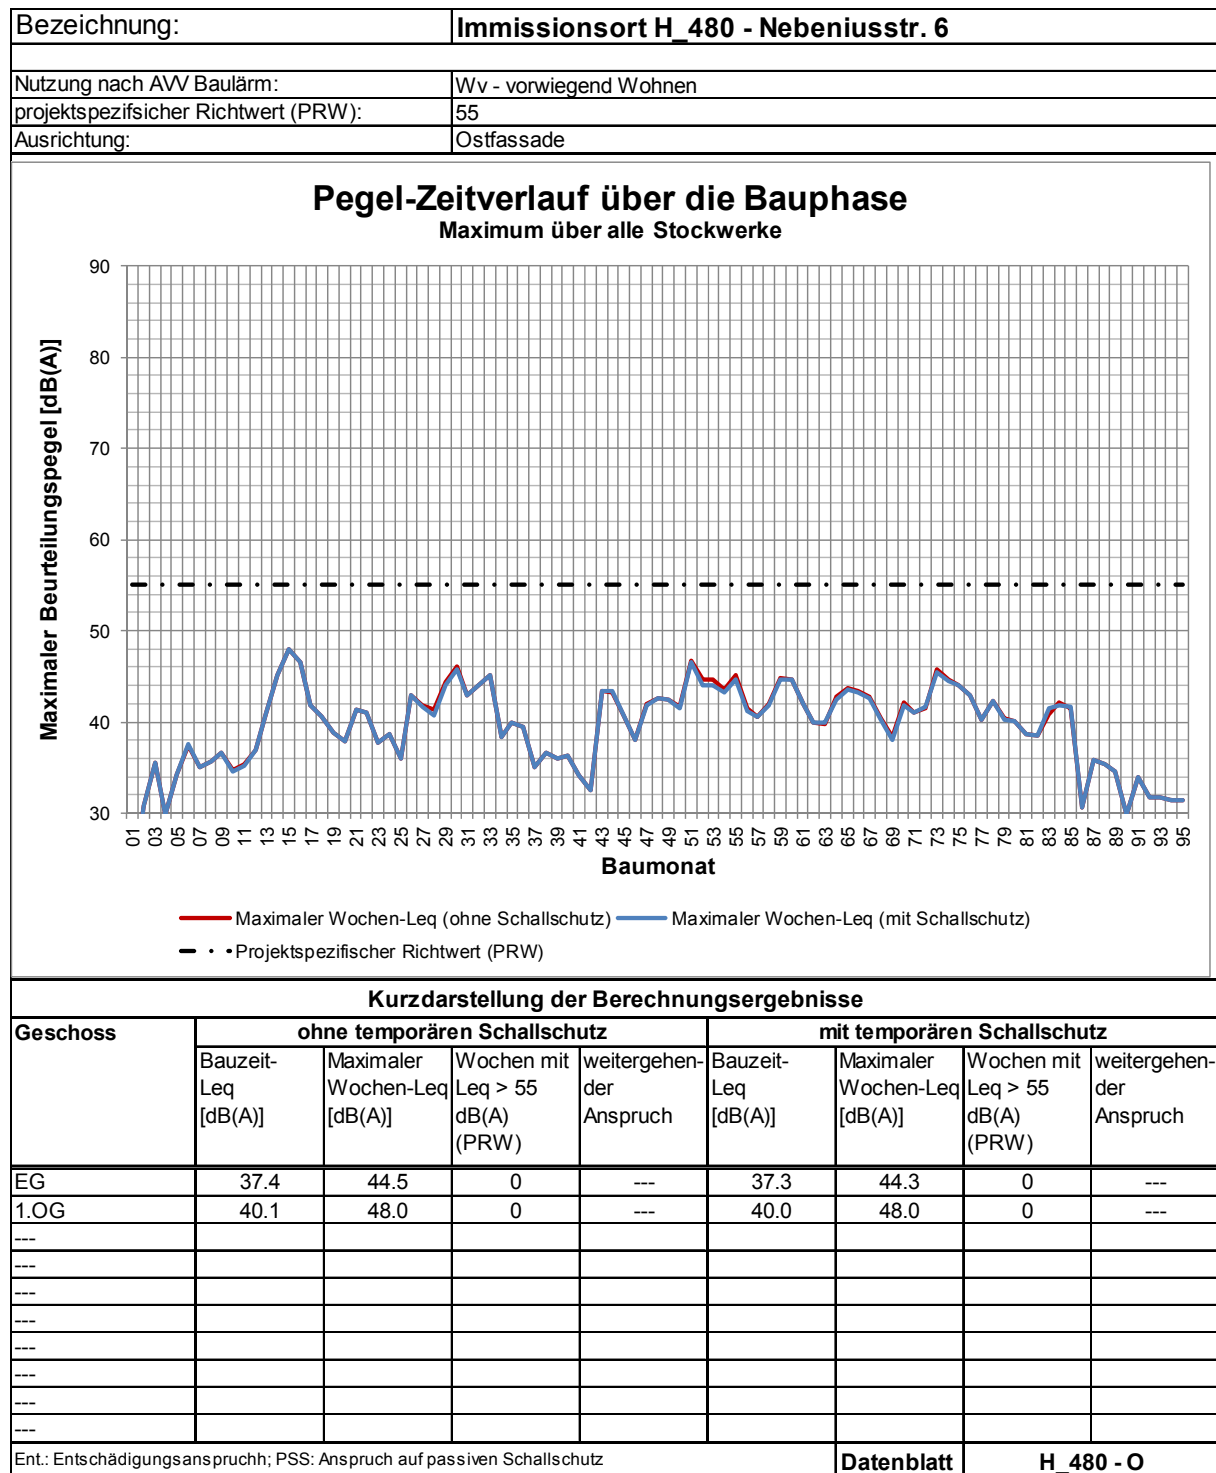 Bezeichnung: Immissionsort H_480 - Nebeniusstr. 6
Nutzung nach AVV Baulärm: Wv - vorwiegend Wohnen
projektspezifsicher Richtwert (PRW): 55
Ausrichtung: Ostfassade
Pegel-Zeitverlauf über die Bauphase
Maximum über alle Stockwerke
Maximaler Beurteilungspegel [dB(A)]
90
80
70
60
50
40
30
01 03 05 07 09 11 13 15 17 19 21 23 25 27 29 31 33 35 37 39 41 43 45 47 49 51 53 55 57 59 61 63 65 67 69 71 73 75 77 79 81 83 85 87 89 91 93 95
Baumonat
Maximaler Wochen-Leq (ohne Schallschutz) Maximaler Wochen-Leq (mit Schallschutz)
Projektspezifischer Richtwert (PRW)
Kurzdarstellung der Berechnungsergebnisse
Geschoss ohne temporären Schallschutz mit temporären Schallschutz
Bauzeit- Maximaler Wochen mit weitergehen- Bauzeit- Maximaler Wochen mit weitergehen-
Leq Wochen-Leq Leq > 55 der Leq Wochen-Leq Leq > 55 der
[dB(A)] [dB(A)] dB(A) Anspruch [dB(A)] [dB(A)] dB(A) Anspruch
(PRW) (PRW)
EG 37.4 44.5 0 --- 37.3 44.3 0 ---
1.OG 40.1 48.0 0 --- 40.0 48.0 0 ---
---
---
---
---
---
---
---
---
Ent.: Entschädigungsanspruchh; PSS: Anspruch auf passiven Schallschutz Datenblatt H_480 - O